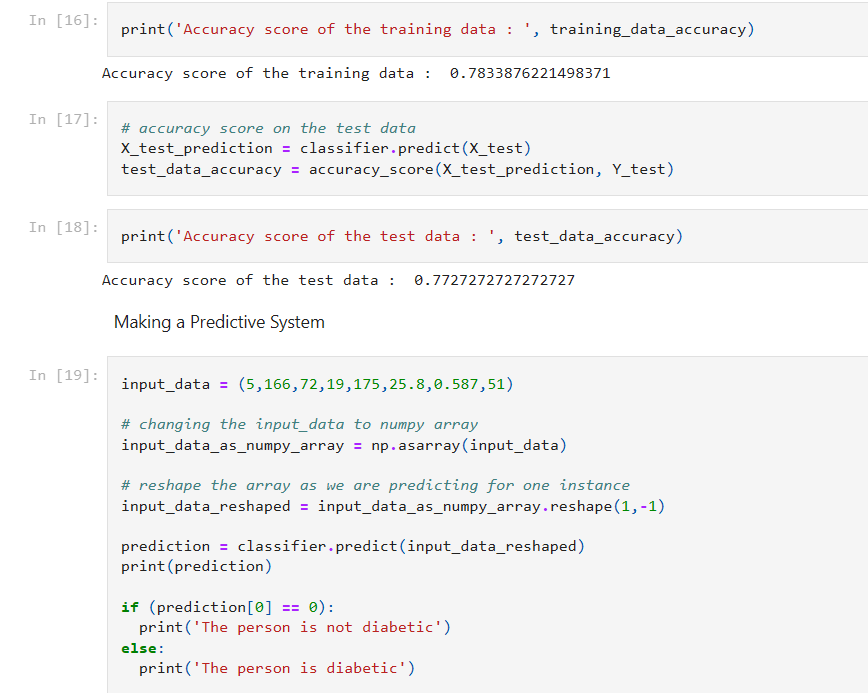 In [16]:
print('Accuracy score of the training data : ', training_data_accuracy)
Accuracy score of the training data :  0.7833876221498371
In [17]:
# accuracy score on the test data
X_test_prediction = classifier.predict(X_test)
test_data_accuracy = accuracy_score(X_test_prediction, Y_test)
In [18]:
print('Accuracy score of the test data : ', test_data_accuracy)
Accuracy score of the test data :  0.7727272727272727
Making a Predictive System
In [19]:
input_data = (5,166,72,19,175,25.8,0.587,51)
# changing the input_data to numpy array
input_data_as_numpy_array = np.asarray(input_data)
# reshape the array as we are predicting for one instance
input_data_reshaped = input_data_as_numpy_array.reshape(1,-1)
prediction = classifier.predict(input_data_reshaped)
print(prediction)
if (prediction[0] == 0):
  print('The person is not diabetic')
else:
  print('The person is diabetic')